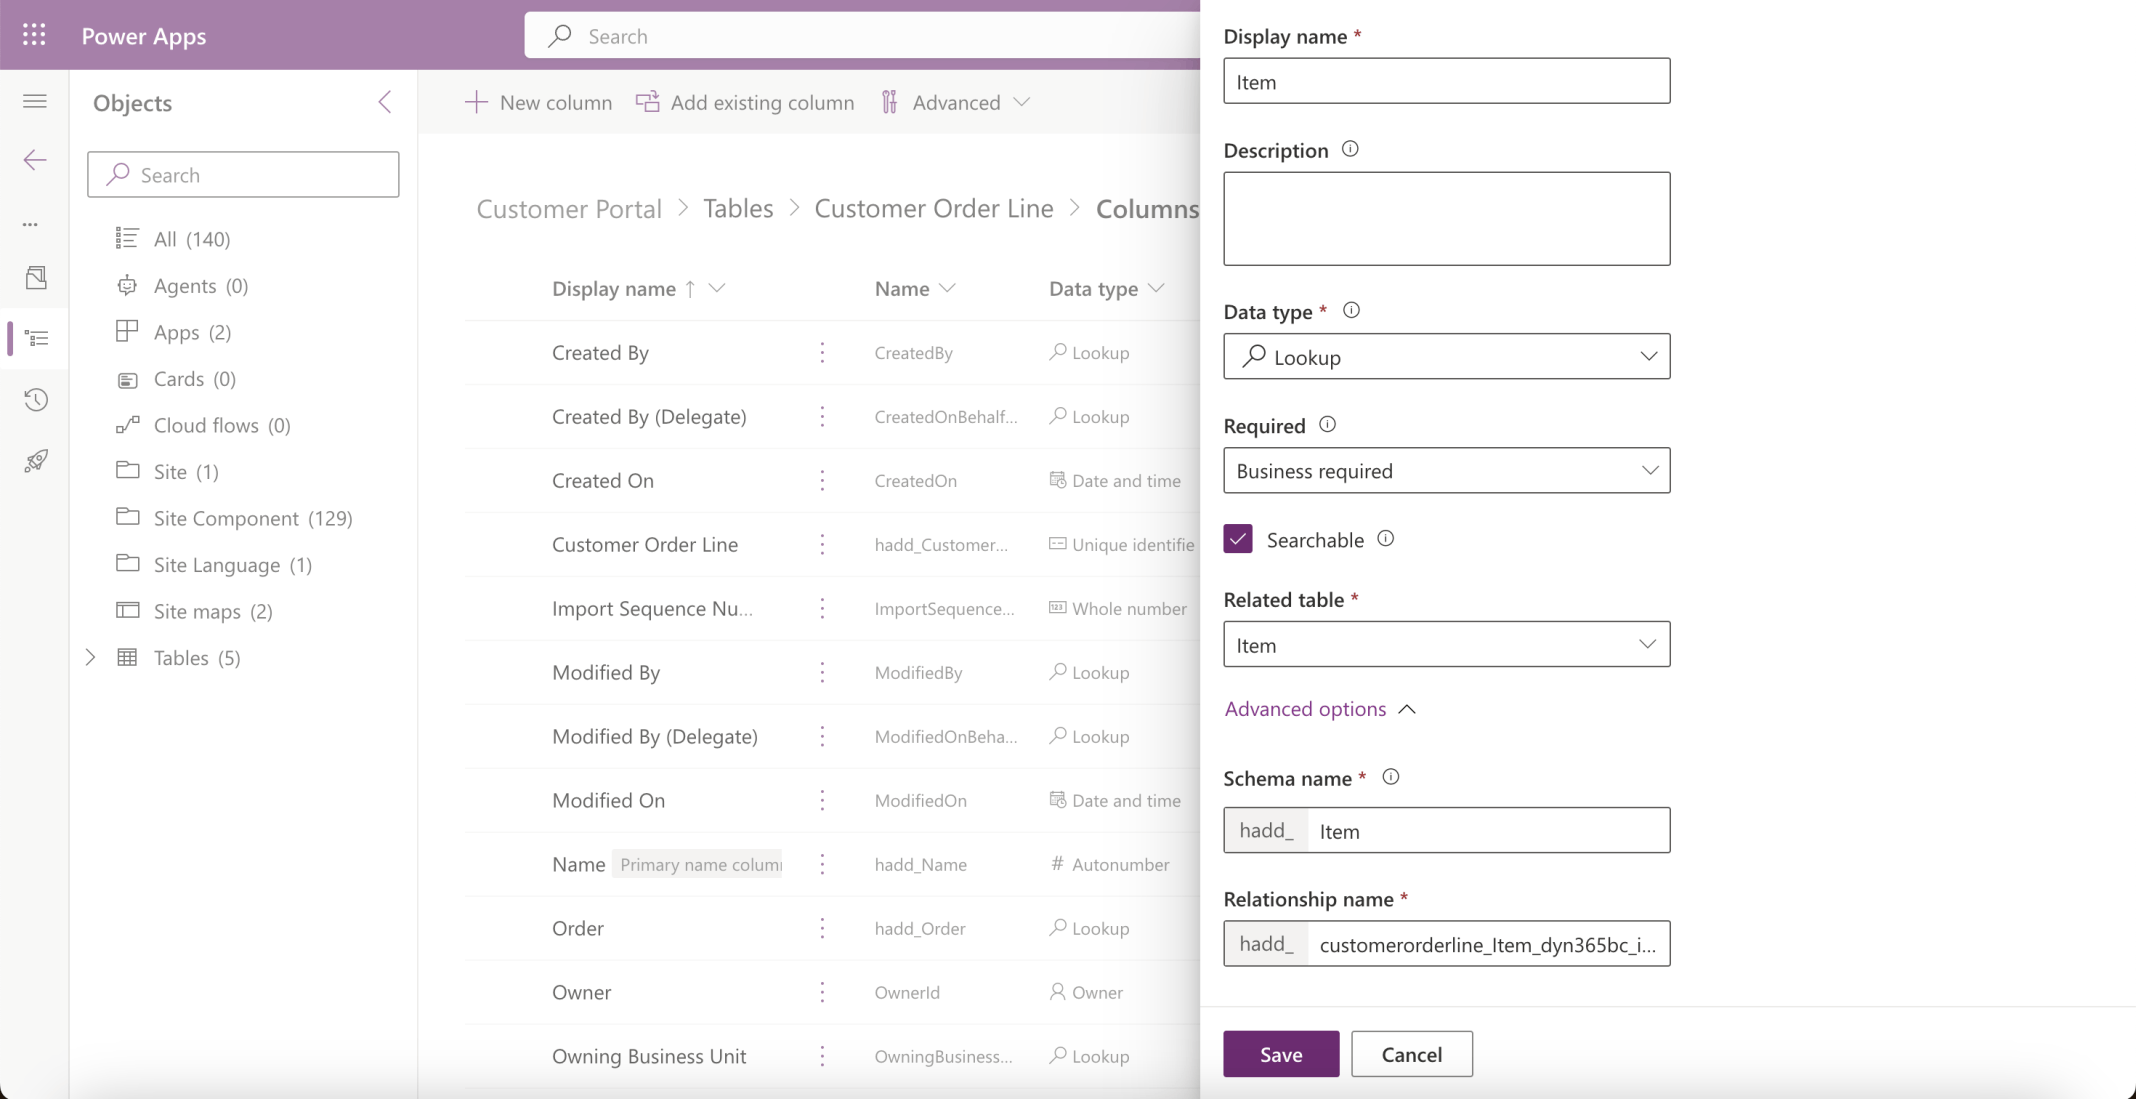 Power Apps
Search
Objects
Search
All (140)
Agents (0)
Apps (2)
Cards (0)
Cloud flows (0)
Site (1)
Site Component (129)
Site Language (1)
Site maps (2)
Tables (5)
New column
Add existing column
Advanced
Customer Portal > Tables > Customer Order Line > Columns
Display name ↑ Name Data type
Created By CreatedBy Lookup
Created By (Delegate) CreatedOnBehalf... Lookup
Created On CreatedOn Date and time
Customer Order Line hadd_Customer... Unique identifie
Import Sequence Nu... ImportSequence... Whole number
Modified By ModifiedBy Lookup
Modified By (Delegate) ModifiedOnBeha... Lookup
Modified On ModifiedOn Date and time
Name Primary name colum hadd_Name # Autonumber
Order hadd_Order Lookup
Owner OwnerId Owner
Owning Business Unit OwningBusiness... Lookup
Display name *
Item
Description
Data type *
Lookup
Required
Business required
Searchable
Related table *
Item
Advanced options
Schema name *
hadd_ Item
Relationship name *
hadd_ customerorderline_Item_dyn365bc_i...
Save Cancel